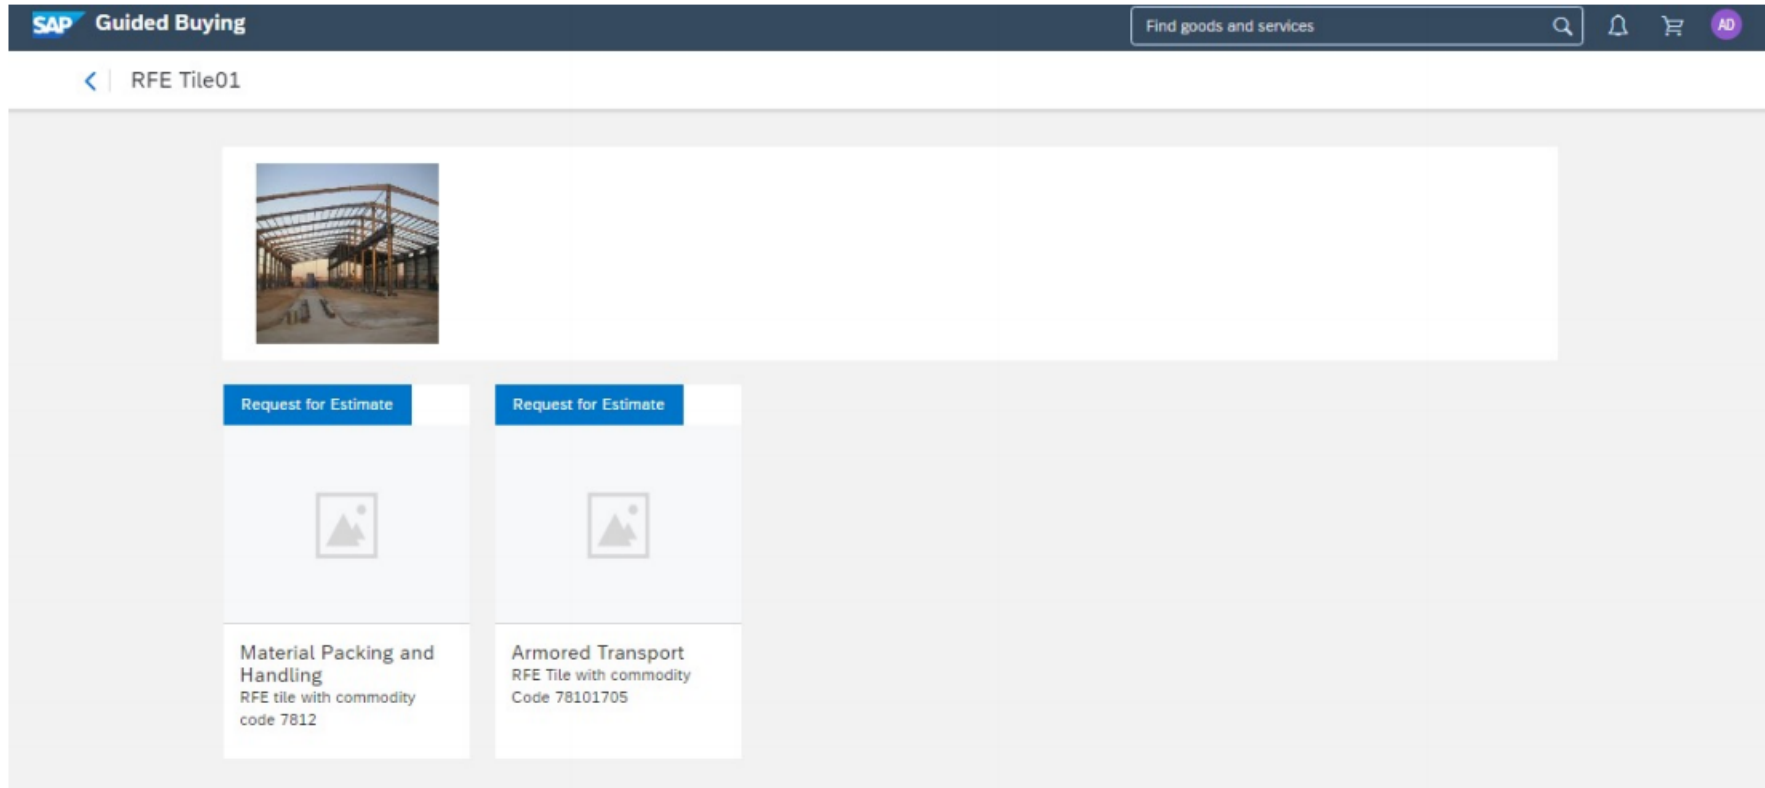 SAP Guided Buying
Find goods and services
AD
RFE Tile01
Request for Estimate
Material Packing and
Handling
RFE tile with commodity
code 7812
Request for Estimate
Armored Transport
RFE Tile with commodity
Code 78101705